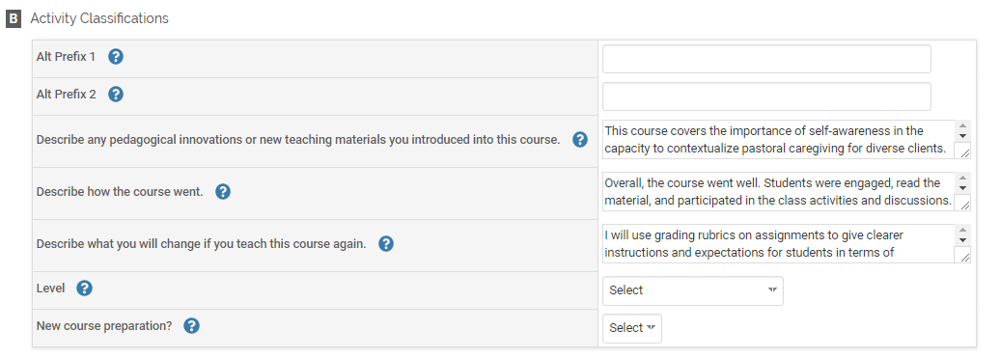 B Activity Classifications
Alt Prefix 1 ?
Alt Prefix 2 ?
Describe any pedagogical innovations or new teaching materials you introduced into this course. ?
This course covers the importance of self-awareness in the
capacity to contextualize pastoral caregiving for diverse clients.
Describe how the course went. ?
Overall, the course went well. Students were engaged, read the
material, and participated in the class activities and discussions.
Describe what you will change if you teach this course again. ?
I will use grading rubrics on assignments to give clearer
instructions and expectations for students in terms of
Level ?
Select
New course preparation? ?
Select